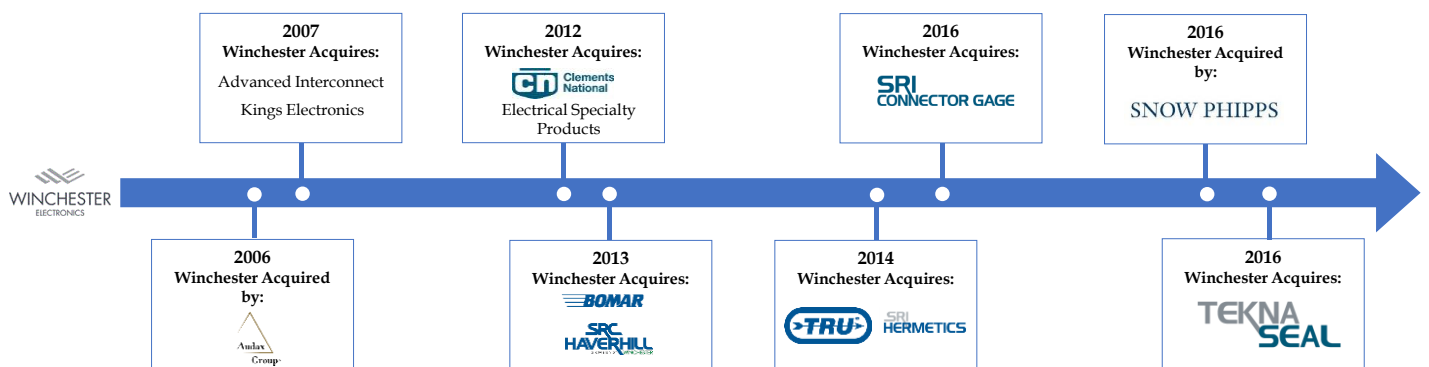 2007
Winchester Acquires:
Advanced Interconnect
Kings Electronics
2012
Winchester Acquires:
cn Clements
National
Electrical Specialty
Products
2016
Winchester Acquires:
SRI
CONNECTOR GAGE
2016
Winchester Acquired
by:
SNOW PHIPPS
WINCHESTER
ELECTRONICS
2006
Winchester Acquired
by:
Audax
Group
2013
Winchester Acquires:
BOMAR
SRC
HAVERHILL
2014
Winchester Acquires:
TRU
SRI
HERMETICS
2016
Winchester Acquires:
TEKNA
SEAL